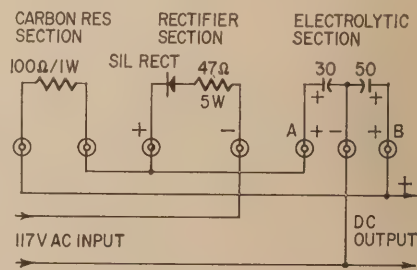 CARBON RES SECTION
RECTIFIER SECTION
ELECTROLYTIC SECTION
100Ω/1W
SIL RECT
47Ω
5W
30
50
+
+
+
-
A
+
-
+
B
+
117V AC INPUT
DC OUTPUT